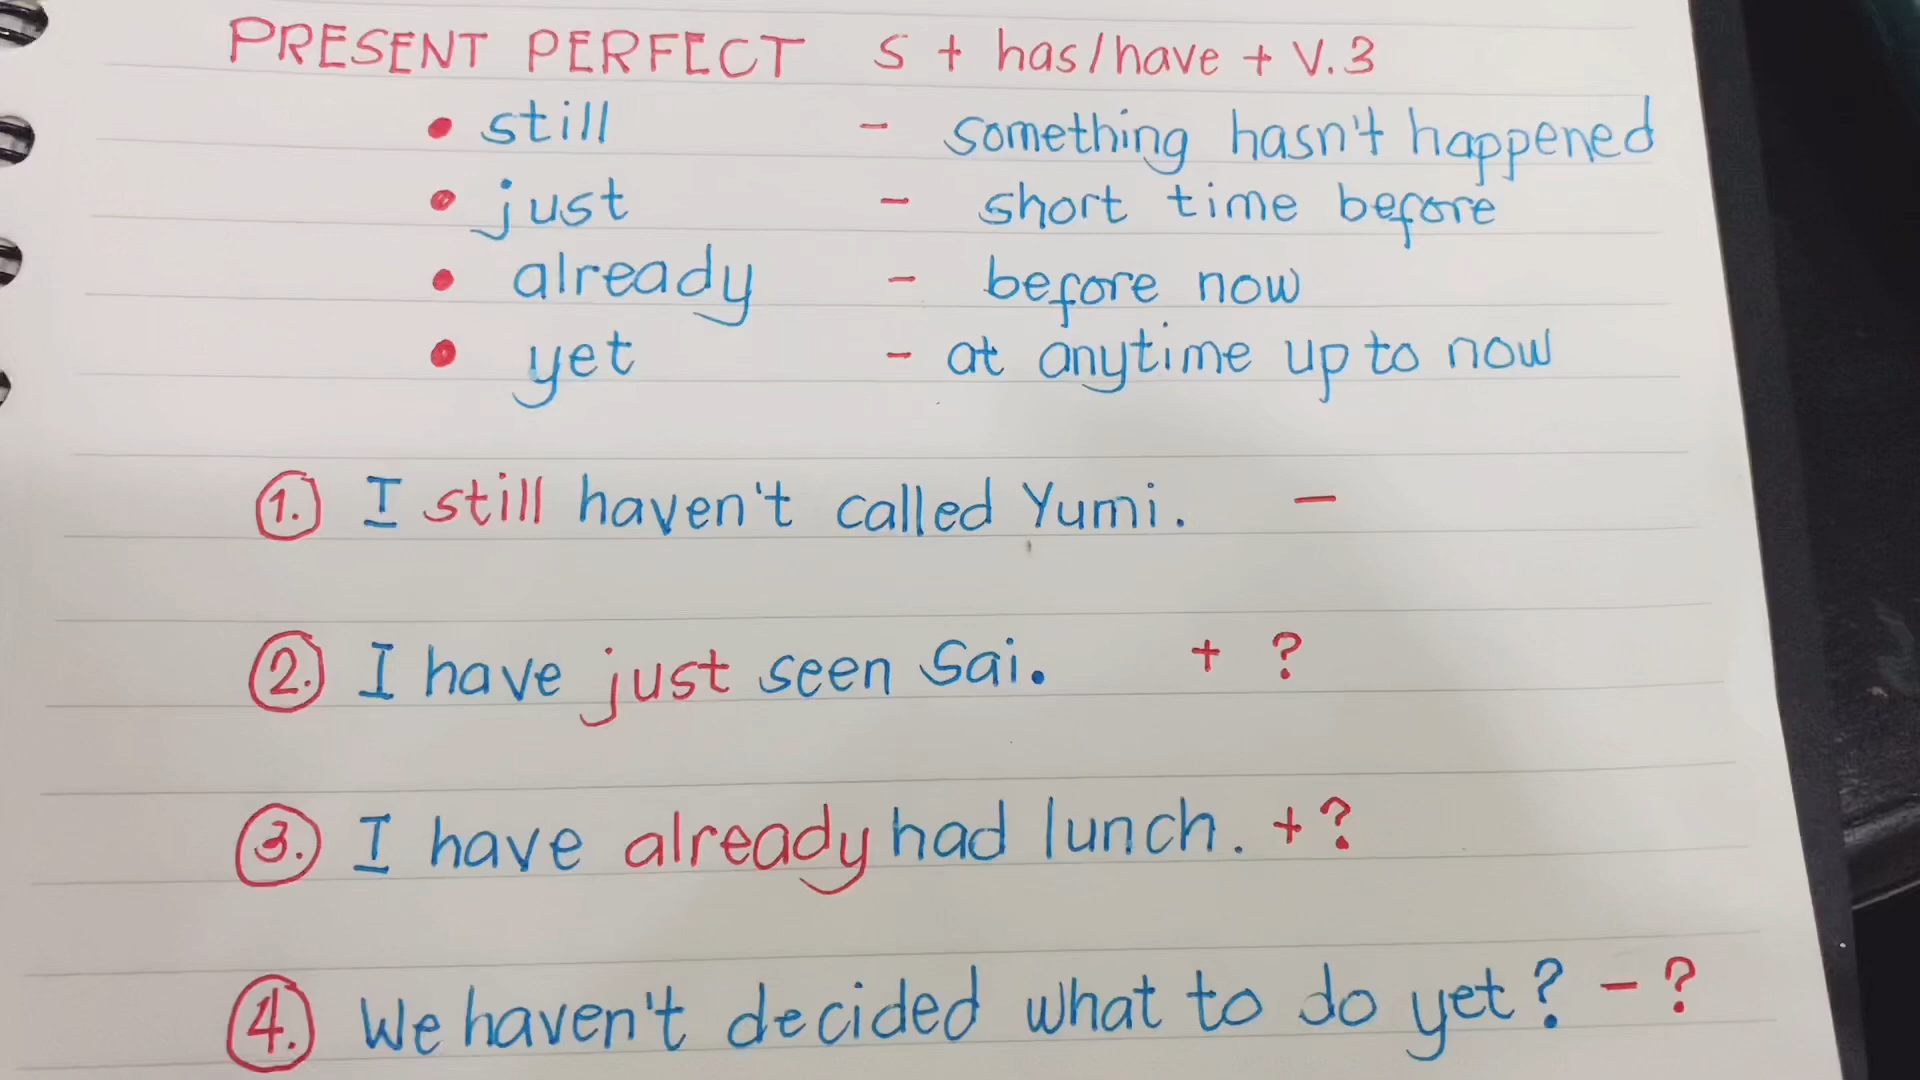 PRESENT PERFECT S + has/have + V.3
• still - something hasn't happened
• just - short time before
• already - before now
• yet - at anytime up to now
1. I still haven't called Yumi. -
2. I have just seen Sai. + ?
3. I have already had lunch. + ?
4. We haven't decided what to do yet? - ?